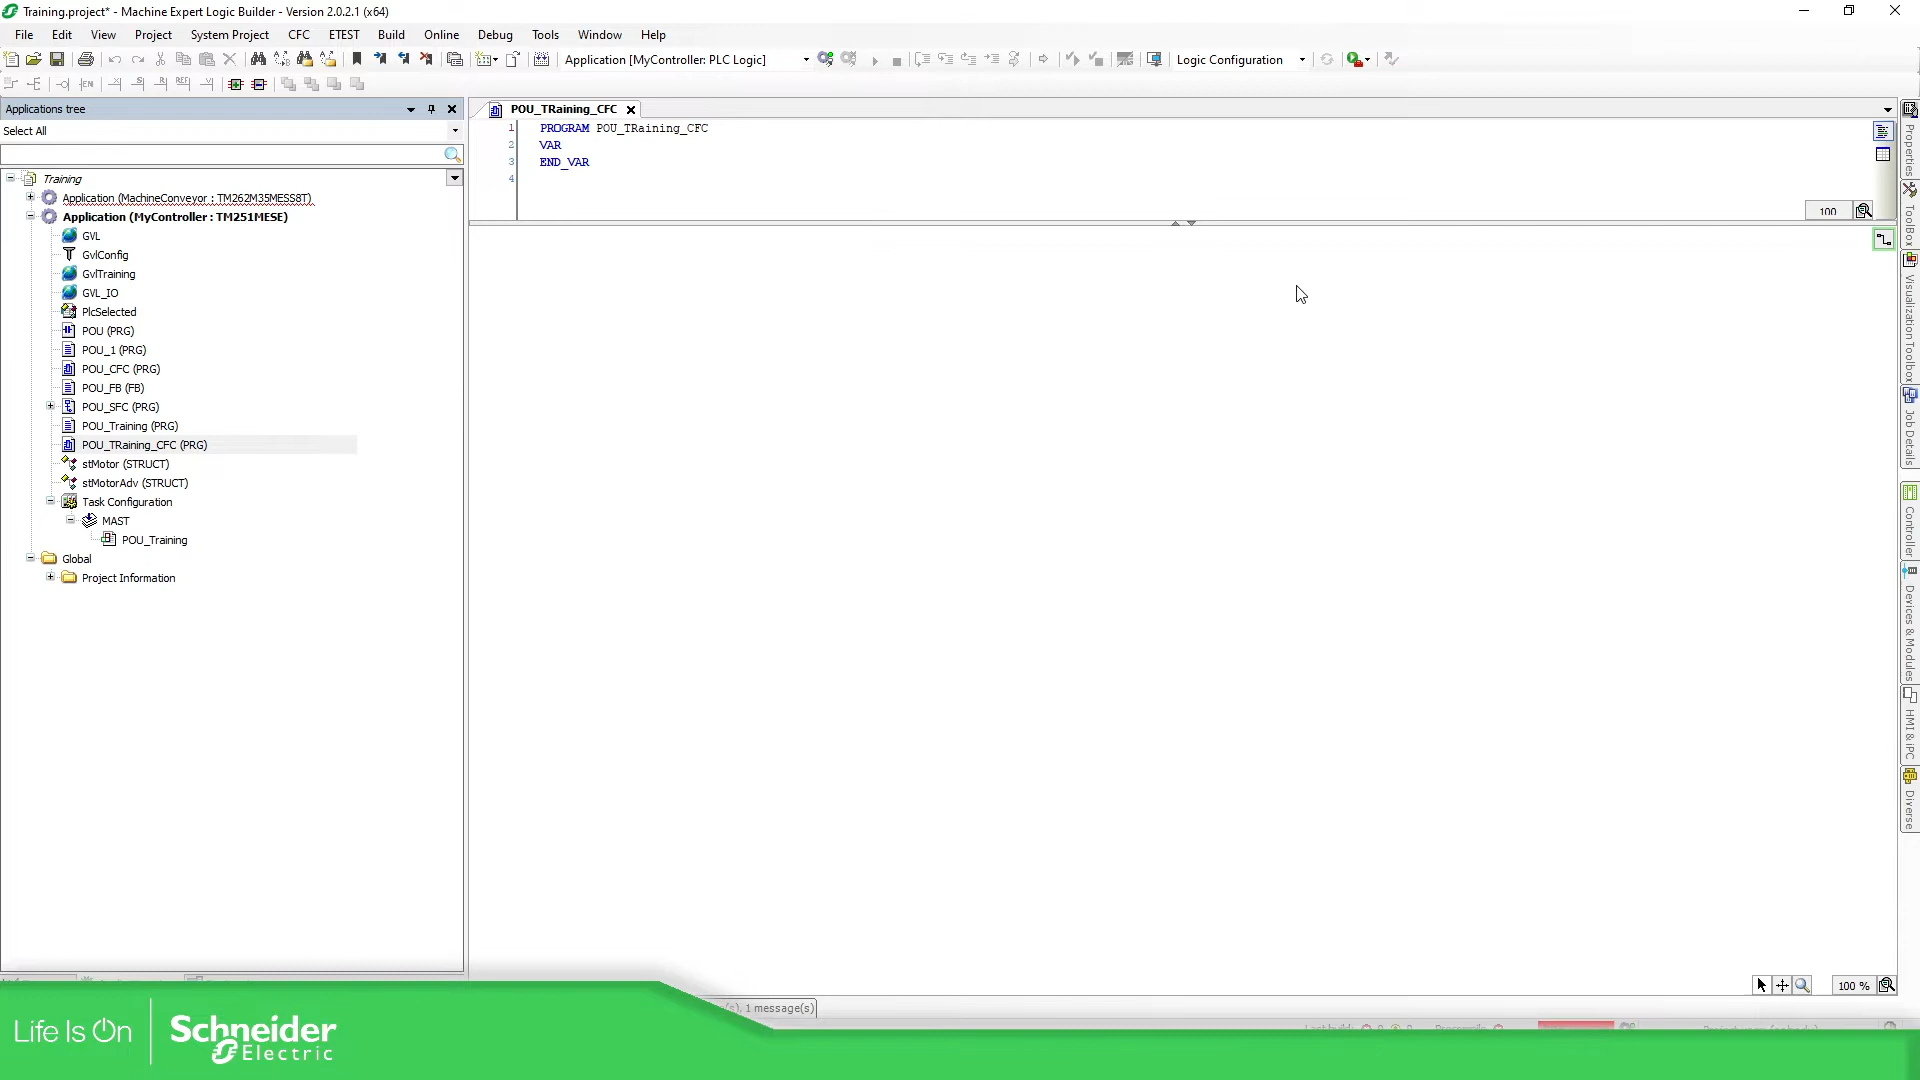 Training.project* - Machine Expert Logic Builder - Version 2.0.2.1 (x64)
File Edit View Project System Project CFC ETEST Build Online Debug Tools Window Help
Application [MyController: PLC Logic]
Logic Configuration
Applications tree
Select All
Training
Application (MachineConveyor : TM262M35MESS8T)
Application (MyController : TM251MESE)
GVL
GvlConfig
GvlTraining
GVL_IO
PlcSelected
POU (PRG)
POU_1 (PRG)
POU_CFC (PRG)
POU_FB (FB)
POU_SFC (PRG)
POU_Training (PRG)
POU_TRaining_CFC (PRG)
stMotor (STRUCT)
stMotorAdv (STRUCT)
Task Configuration
MAST
POU_Training
Global
Project Information
POU_TRaining_CFC
1 PROGRAM POU_TRaining_CFC
2 VAR
3 END_VAR
4
100
Properties
ToolBox
Visualization Toolbox
Job Details
Controller
Devices & Modules
HMI & iPC
Diverse
100 %
1 message(s)
Life Is On
Schneider
Electric